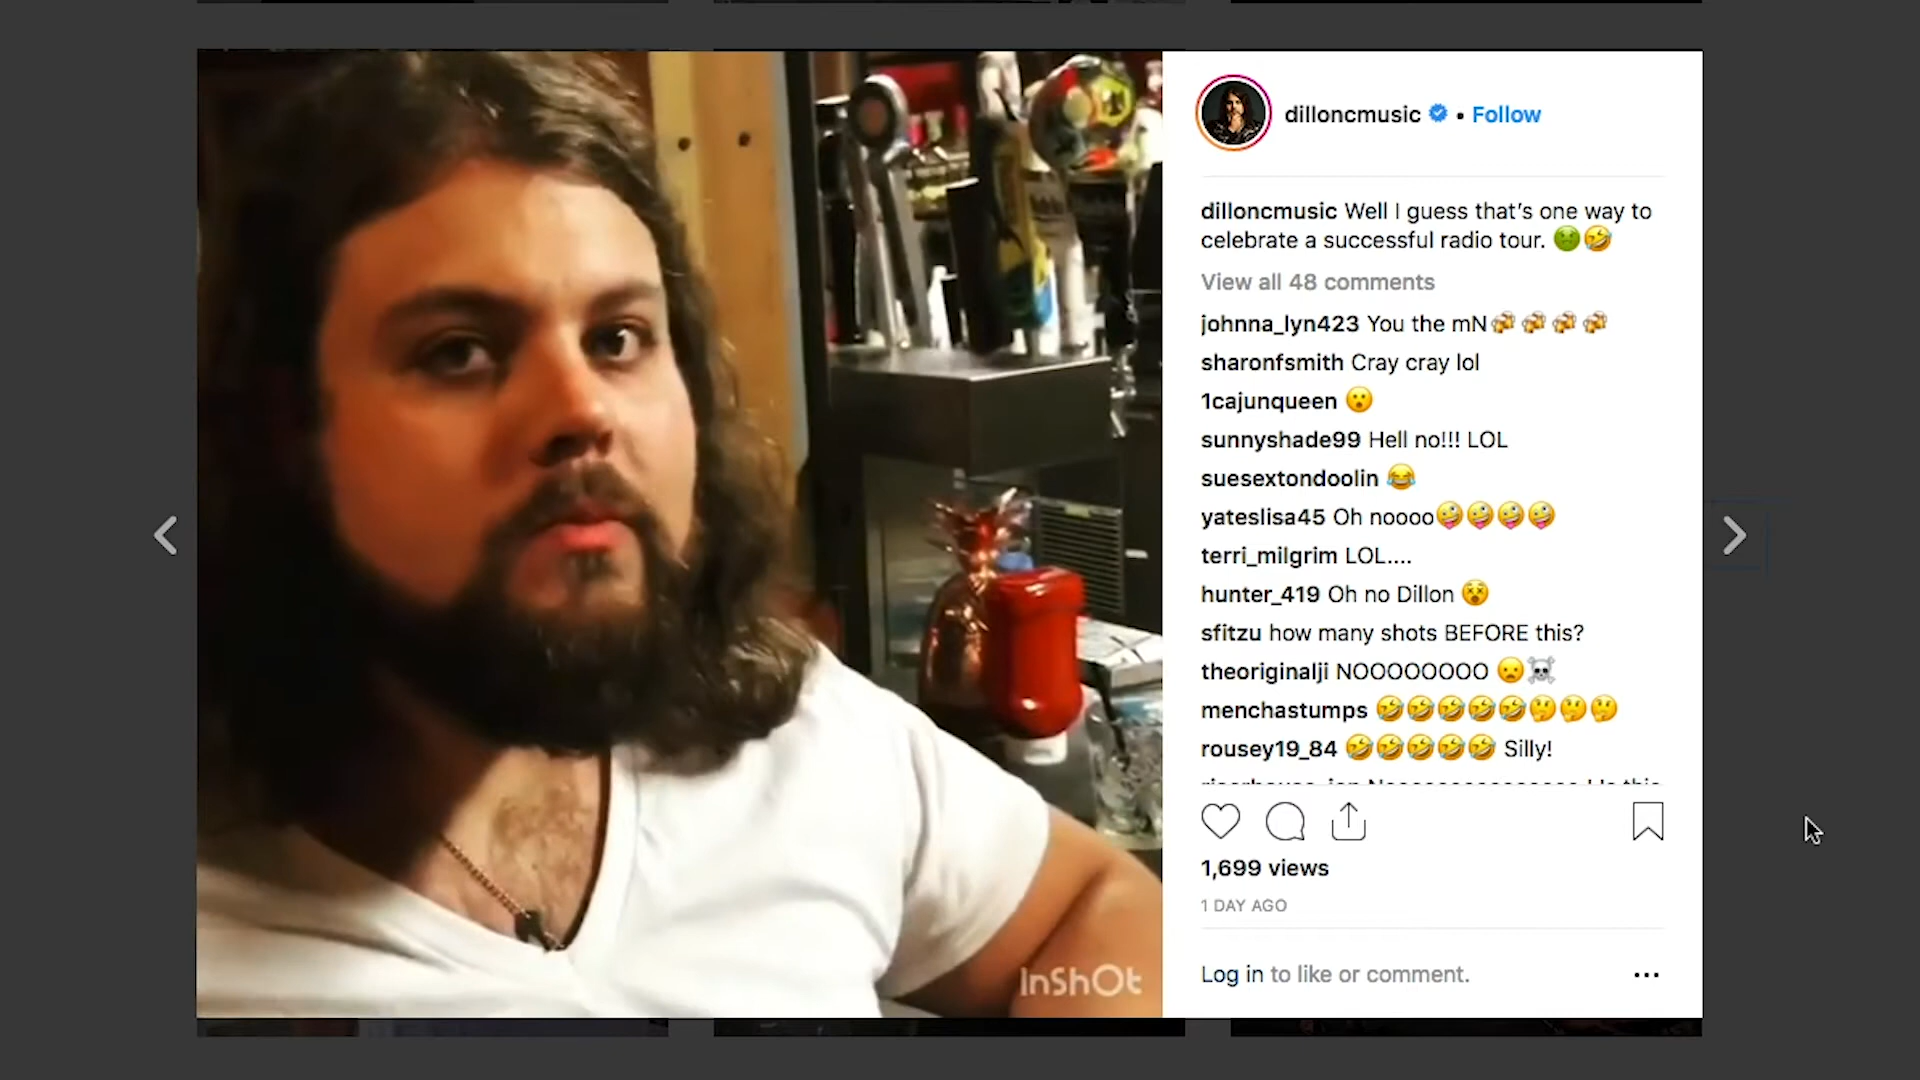 dilloncmusic • Follow
dilloncmusic Well I guess that's one way to
celebrate a successful radio tour. 🤢🤣
View all 48 comments
johnna_lyn423 You the mN🍻🍻🍻🍻
sharonfsmith Cray cray lol
1cajunqueen 😮
sunnyshade99 Hell no!!! LOL
suesextondoolin 😂
yateslisa45 Oh noooo🤪🤪🤪🤪
terri_milgrim LOL....
hunter_419 Oh no Dillon 😵
sfitzu how many shots BEFORE this?
theoriginalji NOOOOOOOO 😦☠️
menchastumps 🤣🤣🤣🤣🤣🤔🤔🤔
rousey19_84 🤣🤣🤣🤣🤣 Silly!
1,699 views
1 DAY AGO
Log in to like or comment.
InShOt